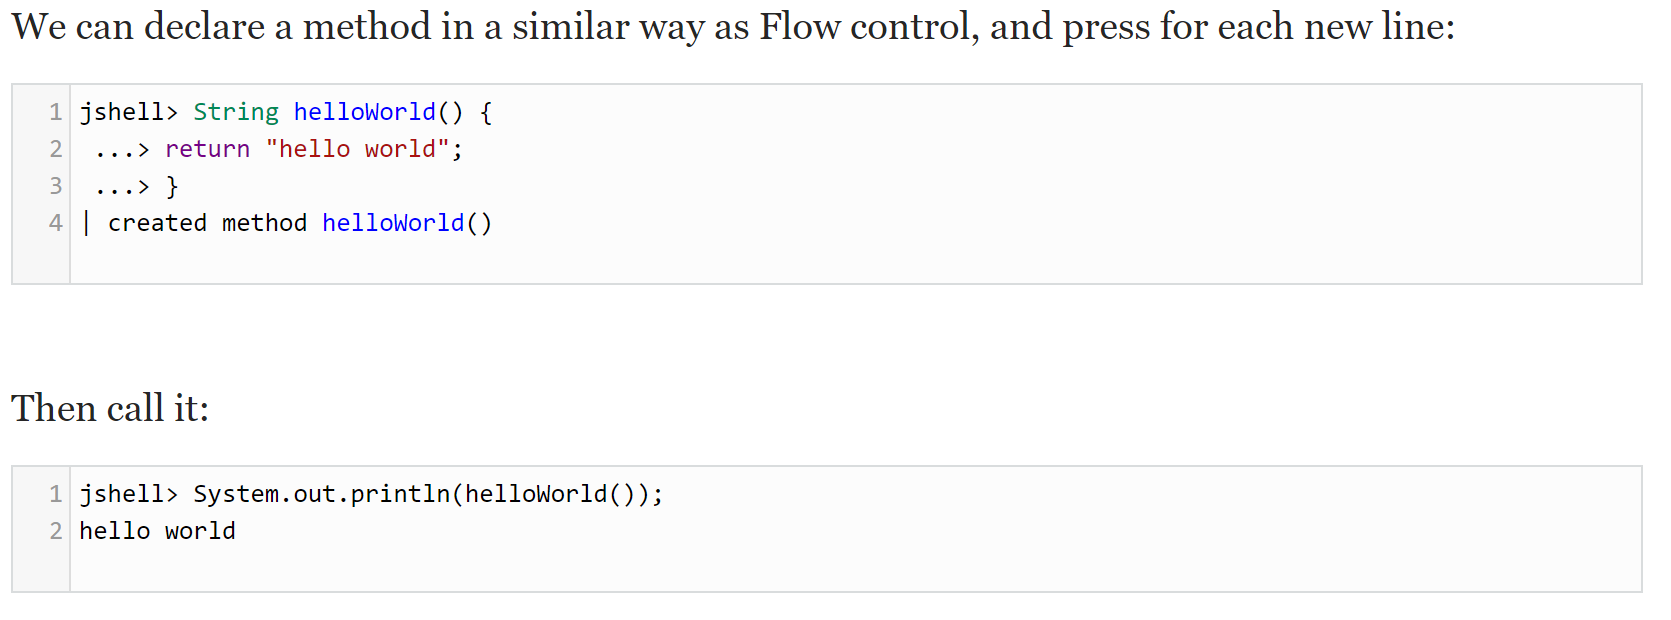 We can declare a method in a similar way as Flow control, and press for each new line:
1 jshell> String helloWorld() {
2 ...> return "hello world";
3 ...> }
4 | created method helloWorld()
Then call it:
1 jshell> System.out.println(helloWorld());
2 hello world